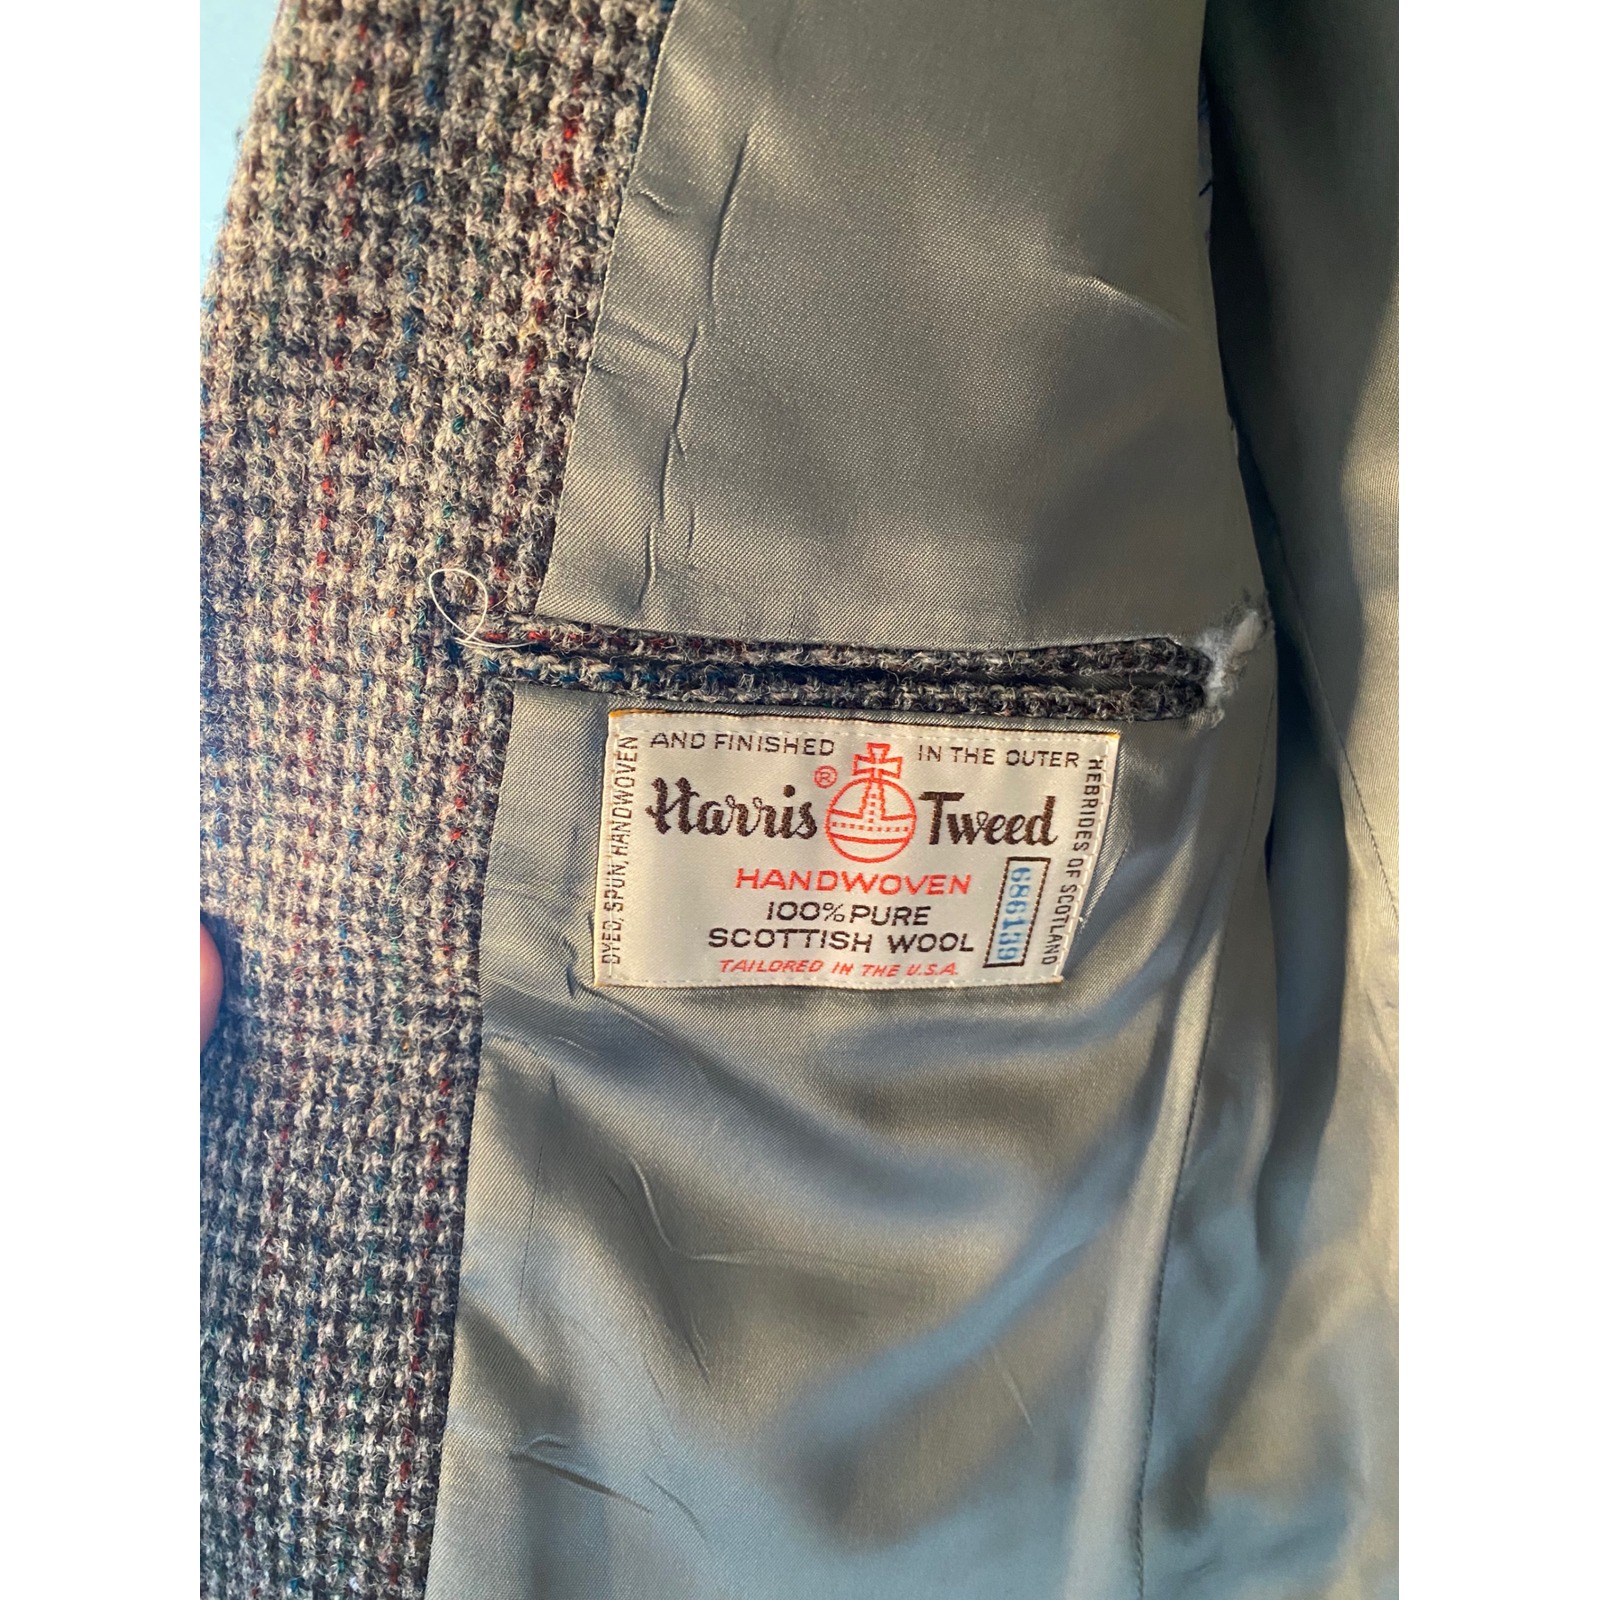 DYED, SPUN, HANDWOVEN
AND FINISHED IN THE OUTER
HEBRIDES OF SCOTLAND
Harris ® Tweed
HANDWOVEN
100% PURE
SCOTTISH WOOL
TAILORED IN THE U.S.A.
686189